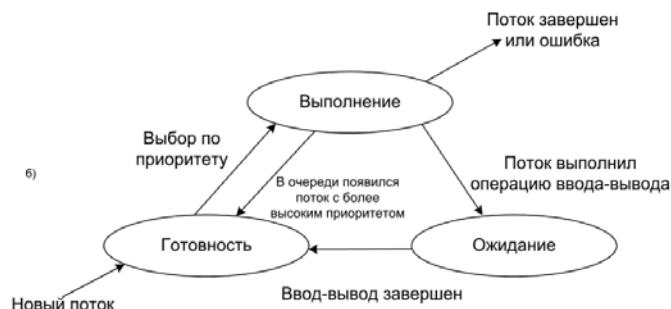 Поток завершен
или ошибка
Выполнение
Выбор по
приоритету
б)
В очереди появился
поток с более
высоким приоритетом
Поток выполнил
операцию ввода-вывода
Готовность
Ожидание
Ввод-вывод завершен
Новый поток